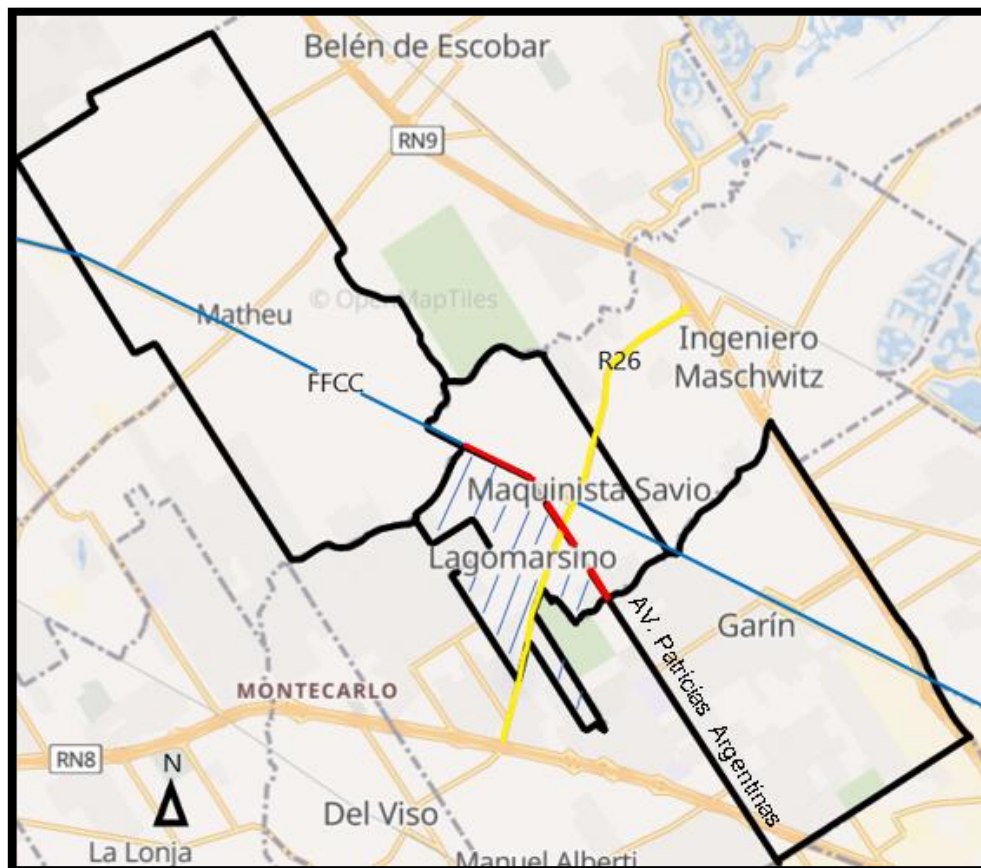 Belén de Escobar
RN9
Matheu
© OpenMapTiles
R26
Ingeniero
Maschwitz
FFCC
Maquinista Savio
Lagomarsino
Garín
AV. Patricias Argentinas
MONTECARLO
RN8
N
Del Viso
La Lonja
Manuel Alberti